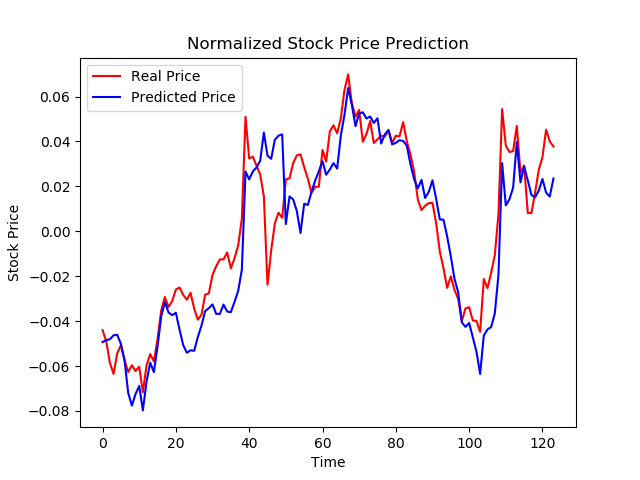 Normalized Stock Price Prediction
Real Price
Predicted Price
0.06
0.04
0.02
0.00
−0.02
−0.04
−0.06
−0.08
Stock Price
0 20 40 60 80 100 120
Time